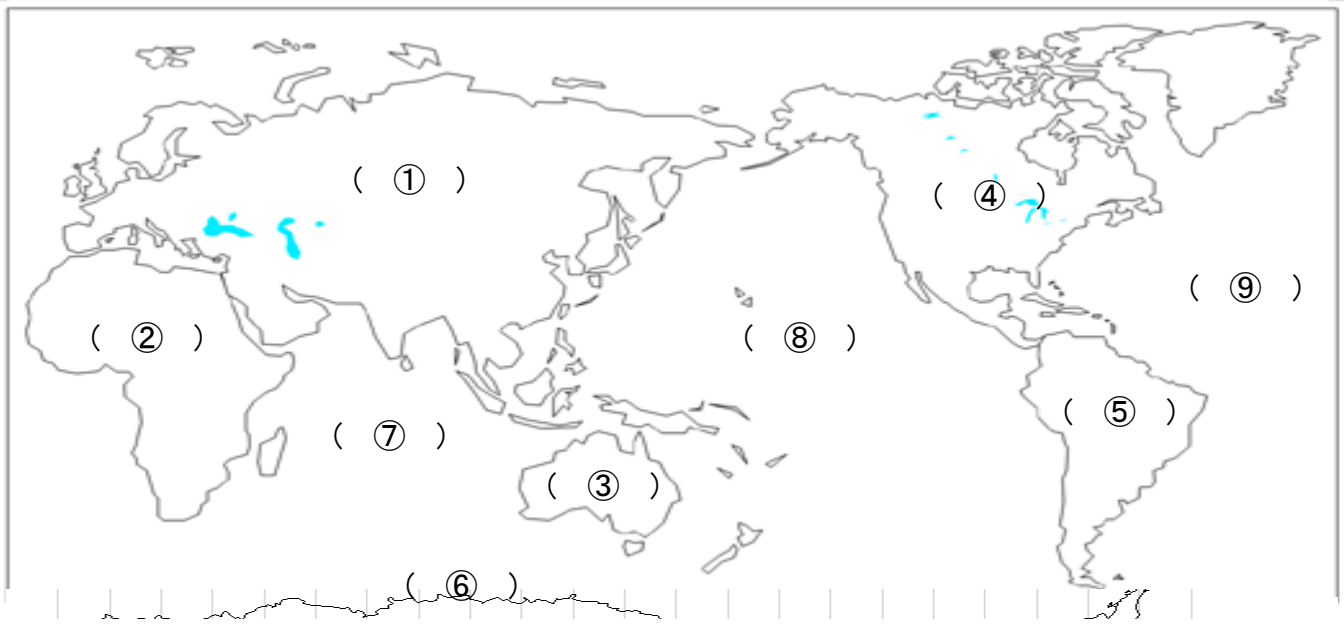 ( ① )
( ④ )
( ⑨ )
( ② )
( ⑧ )
( ⑤ )
( ⑦ )
( ③ )
( ⑥ )